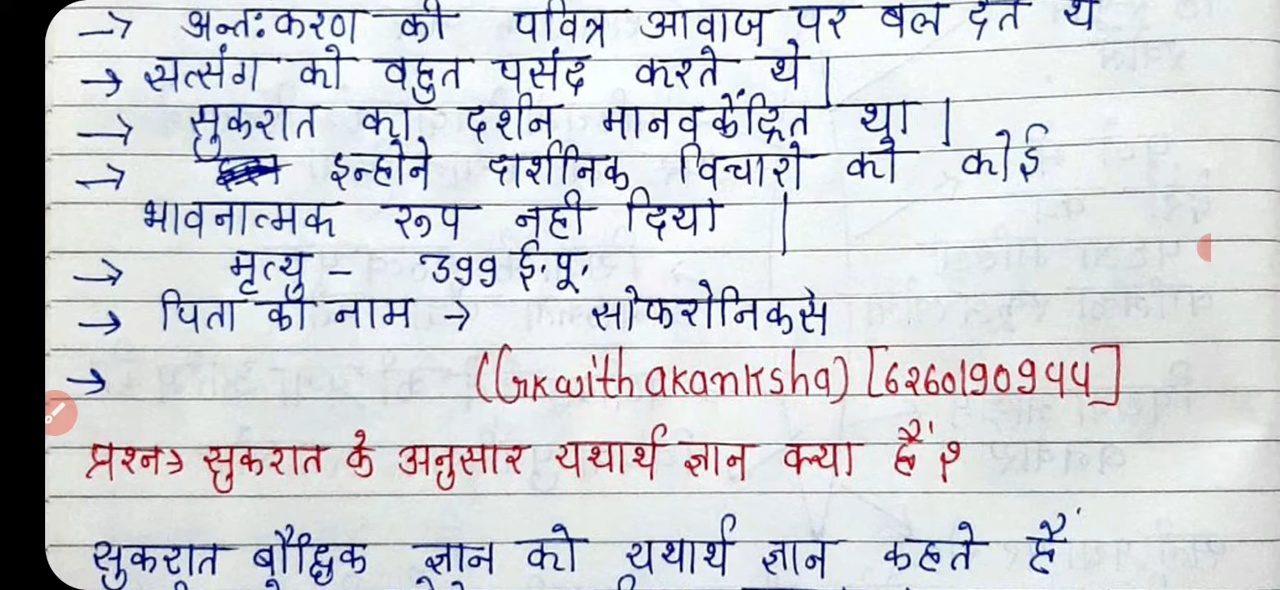 → अन्तःकरण की पवित्र आवाज पर बल देते थे
→ सत्संग को बहुत पसंद करते थे|
→ सुकरात का दर्शन मानवकेंद्रित था |
→ इन्होने दार्शनिक विचारो को कोई
भावनात्मक रूप नही दिया |
→ मृत्यु - 399 ई.पू.
→ पिता का नाम → सोफरोनिकस
→ (Gkwithakanksha) [6260190944]
प्रश्न→ सुकरात के अनुसार यथार्थ ज्ञान क्या हैं?
सुकरात बौद्धिक ज्ञान को यथार्थ ज्ञान कहते हैं